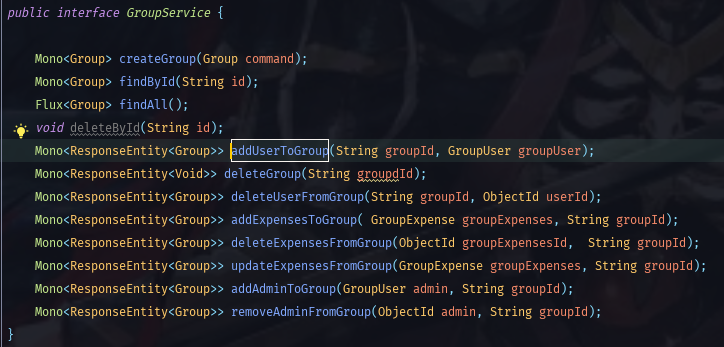 public interface GroupService {
Mono<Group> createGroup(Group command);
Mono<Group> findById(String id);
Flux<Group> findAll();
void deleteById(String id);
Mono<ResponseEntity<Group>> addUserToGroup(String groupId, GroupUser groupUser);
Mono<ResponseEntity<Void>> deleteGroup(String groupdId);
Mono<ResponseEntity<Group>> deleteUserFromGroup(String groupId, ObjectId userId);
Mono<ResponseEntity<Group>> addExpensesToGroup( GroupExpense groupExpenses, String groupId);
Mono<ResponseEntity<Group>> deleteExpensesFromGroup(ObjectId groupExpensesId,  String groupId);
Mono<ResponseEntity<Group>> updateExpensesFromGroup(GroupExpense groupExpenses, String groupId);
Mono<ResponseEntity<Group>> addAdminToGroup(GroupUser admin, String groupId);
Mono<ResponseEntity<Group>> removeAdminFromGroup(ObjectId admin, String groupId);
}